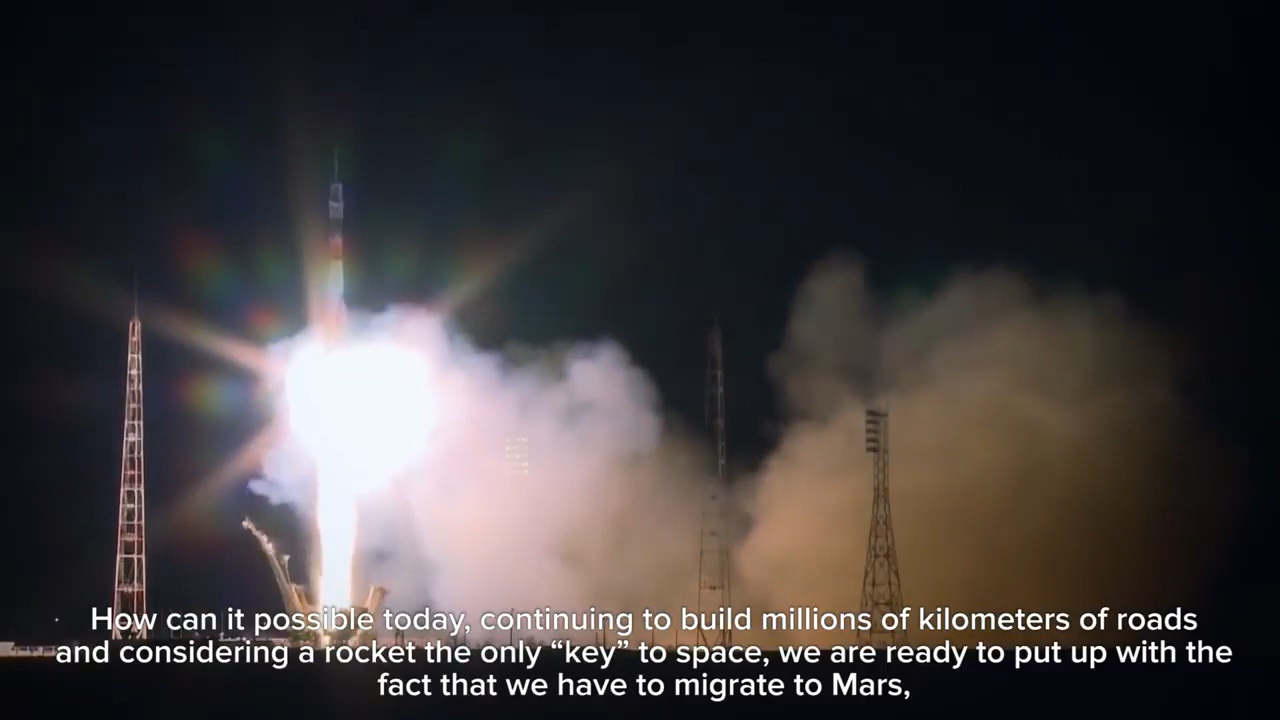 How can it possible today, continuing to build millions of kilometers of roads
and considering a rocket the only “key” to space, we are ready to put up with the
fact that we have to migrate to Mars,